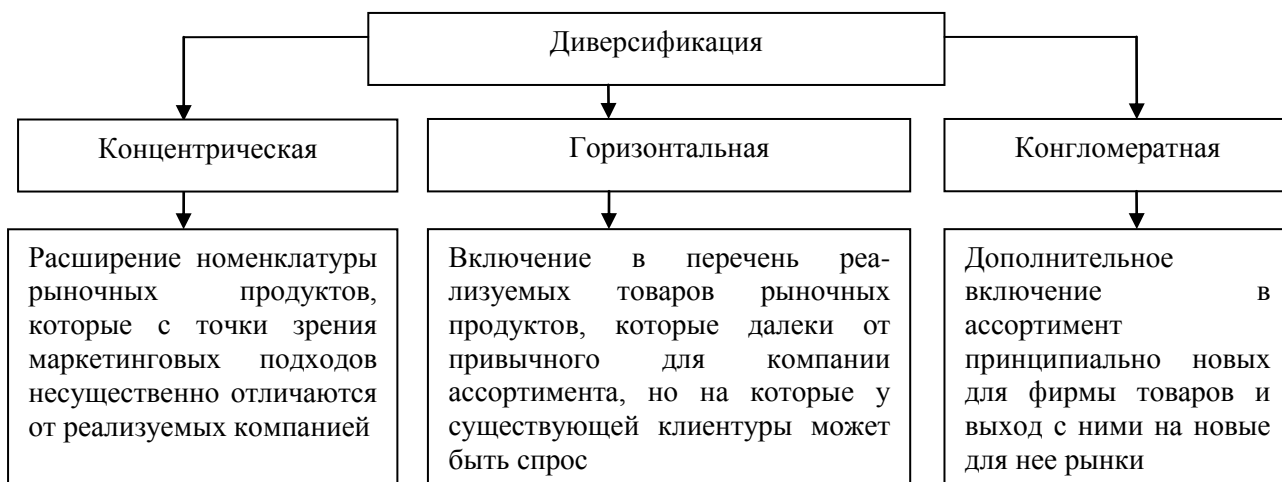 Диверсификация
Концентрическая
Горизонтальная
Конгломератная
Расширение номенклатуры
рыночных продуктов,
которые с точки зрения
маркетинговых подходов
несущественно отличаются
от реализуемых компанией
Включение в перечень реа-
лизуемых товаров рыночных
продуктов, которые далеки от
привычного для компании
ассортимента, но на которые у
существующей клиентуры может
быть спрос
Дополнительное
включение в
ассортимент
принципиально новых
для фирмы товаров и
выход с ними на новые
для нее рынки